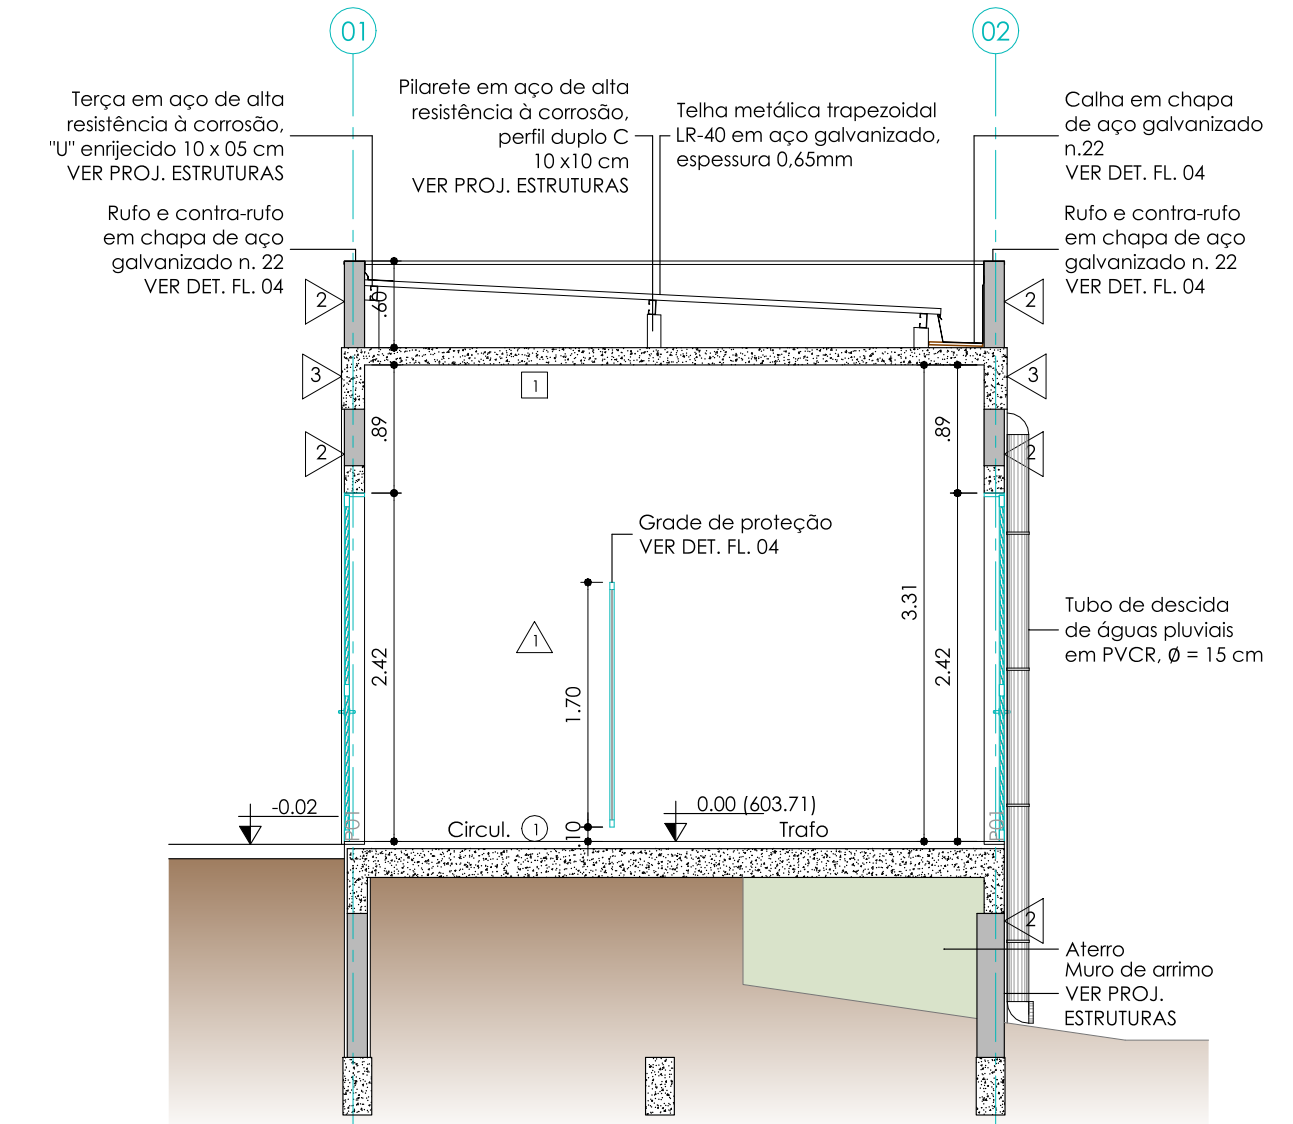 01
02
Terça em aço de alta
resistência à corrosão,
"U" enrijecido 10 x 05 cm
VER PROJ. ESTRUTURAS
Pilarete em aço de alta
resistência à corrosão,
perfil duplo C
10 x10 cm
VER PROJ. ESTRUTURAS
Telha metálica trapezoidal
LR-40 em aço galvanizado,
espessura 0,65mm
Calha em chapa
de aço galvanizado
n.22
VER DET. FL. 04
Rufo e contra-rufo
em chapa de aço
galvanizado n. 22
VER DET. FL. 04
Rufo e contra-rufo
em chapa de aço
galvanizado n. 22
VER DET. FL. 04
2
.60
2
3
1
3
.89
.89
2
2
Grade de proteção
VER DET. FL. 04
3.31
Tubo de descida
de águas pluviais
em PVCR, Ø = 15 cm
1
2.42
2.42
1.70
-0.02
0.00 (603.71)
P01
Circul.
1
.10
Trafo
P01
2
Aterro
Muro de arrimo
VER PROJ.
ESTRUTURAS